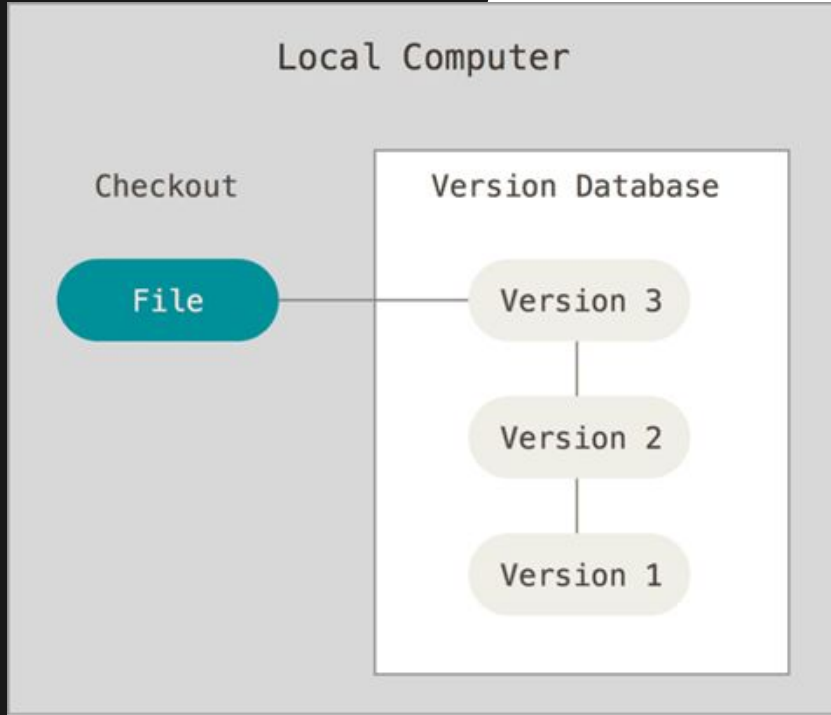 Local Computer
Checkout
Version Database
File
Version 3
Version 2
Version 1